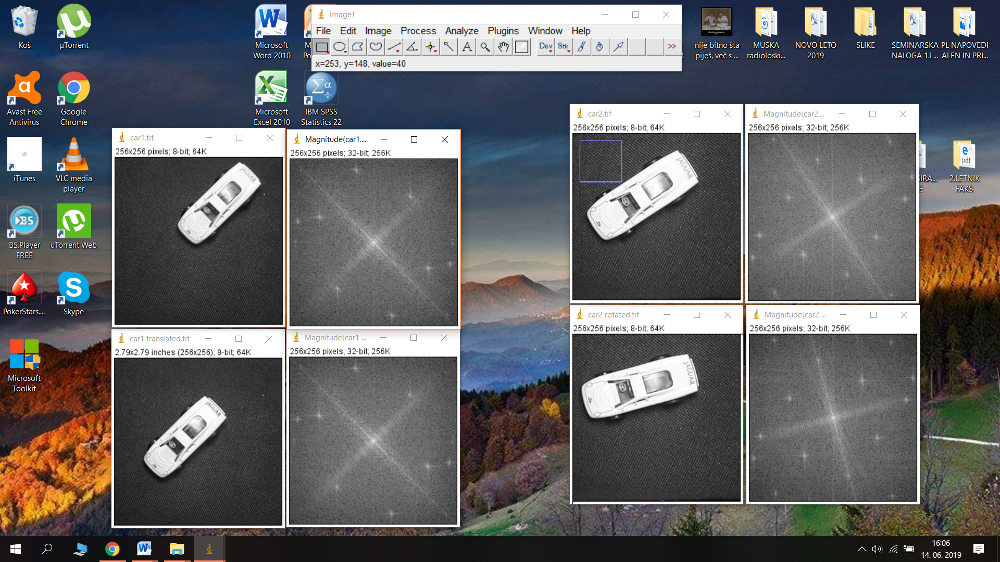 Koš
µTorrent
Microsoft
Word 2010
ImageJ
File Edit Image Process Analyze Plugins Window Help
Dev Stk >>
x=253, y=148, value=40
nije bitno šta
piješ, več s ...
MUSKA
radioloski...
NOVO LETO
2019
SLIKE
SEMINARSKA
NALOGA 1.L...
PL NAPOVEDI
ALEN IN PRI...
Avast Free
Antivirus
Google
Chrome
Microsoft
Excel 2010
IBM SPSS
Statistics 22
iTunes
VLC media
player
2.LETNIK
FAKS
pdf
BS.Player
FREE
uTorrent Web
PokerStars....
Skype
Microsoft
Toolkit
car1.tif
256x256 pixels; 8-bit; 64K
JAGUAR
Magnitude(car1....
256x256 pixels; 32-bit; 256K
car2.tif
256x256 pixels; 8-bit; 64K
JAGUAR
Magnitude(car2....
256x256 pixels; 32-bit; 256K
car1 translated.tif
2.79x2.79 inches (256x256); 8-bit; 64K
JAGUAR
Magnitude(car1 ...
256x256 pixels; 32-bit; 256K
car2 rotated.tif
256x256 pixels; 8-bit; 64K
JAGUAR
Magnitude(car2 ...
256x256 pixels; 32-bit; 256K
16:06
14. 06. 2019